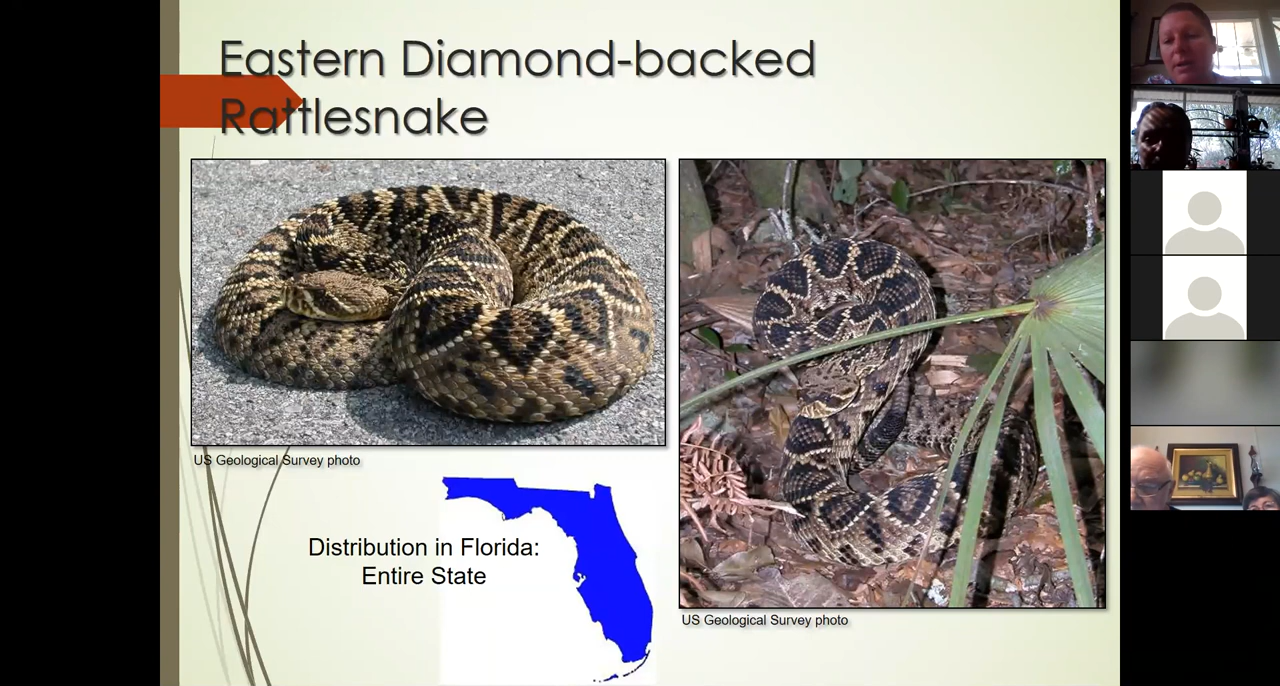 Eastern Diamond-backed
Rattlesnake
US Geological Survey photo
Distribution in Florida:
Entire State
US Geological Survey photo